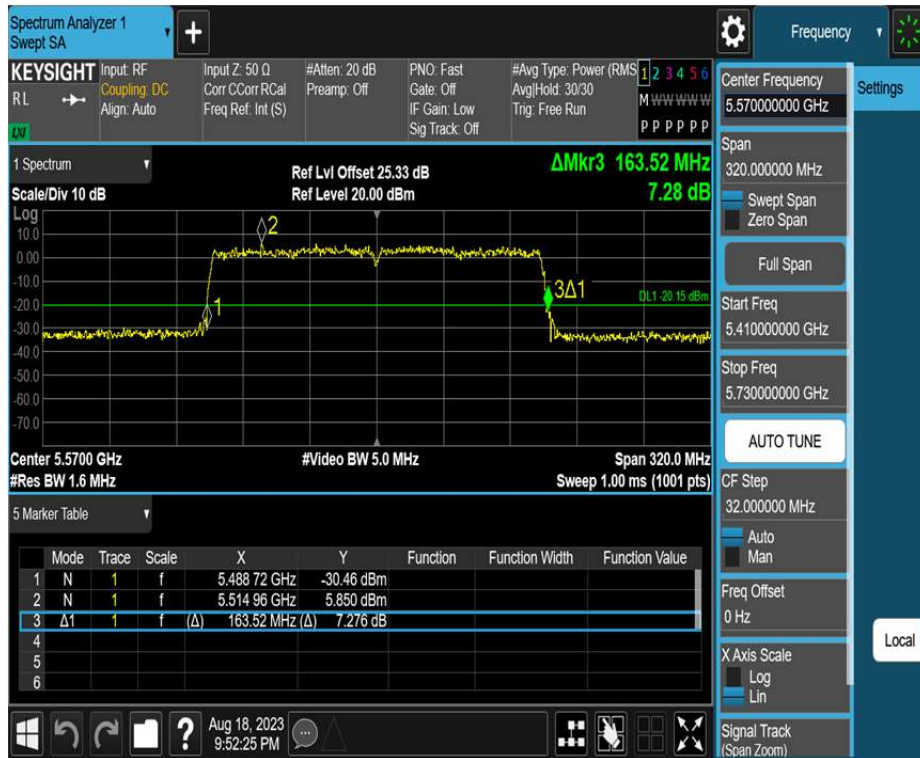 Spectrum Analyzer 1
Swept SA
+
Frequency
KEYSIGHT
RL
LXI
Input: RF
Coupling: DC
Align: Auto
Input Z: 50 Ω
Corr CCorr RCal
Freq Ref: Int (S)
#Atten: 20 dB
Preamp: Off
PNO: Fast
Gate: Off
IF Gain: Low
Sig Track: Off
#Avg Type: Power (RMS
Avg|Hold: 30/30
Trig: Free Run
1 2 3 4 5 6
M W W W W W
P P P P P P
1 Spectrum
Scale/Div 10 dB
Ref Lvl Offset 25.33 dB
Ref Level 20.00 dBm
ΔMkr3 163.52 MHz
7.28 dB
Log
10.0
0.00
-10.0
-20.0
-30.0
-40.0
-50.0
-60.0
-70.0
2
1
3Δ1
DL1 -20.15 dBm
Center 5.5700 GHz
#Video BW 5.0 MHz
Span 320.0 MHz
#Res BW 1.6 MHz
Sweep 1.00 ms (1001 pts)
5 Marker Table
Mode Trace Scale X Y Function Function Width Function Value
1 N 1 f 5.488 72 GHz -30.46 dBm
2 N 1 f 5.514 96 GHz 5.850 dBm
3 Δ1 1 f (Δ) 163.52 MHz (Δ) 7.276 dB
4
5
6
?
Aug 18, 2023
9:52:25 PM
Center Frequency
5.570000000 GHz
Span
320.000000 MHz
Swept Span
Zero Span
Full Span
Start Freq
5.410000000 GHz
Stop Freq
5.730000000 GHz
AUTO TUNE
CF Step
32.000000 MHz
Auto
Man
Freq Offset
0 Hz
X Axis Scale
Log
Lin
Signal Track
(Span Zoom)
Settings
Local